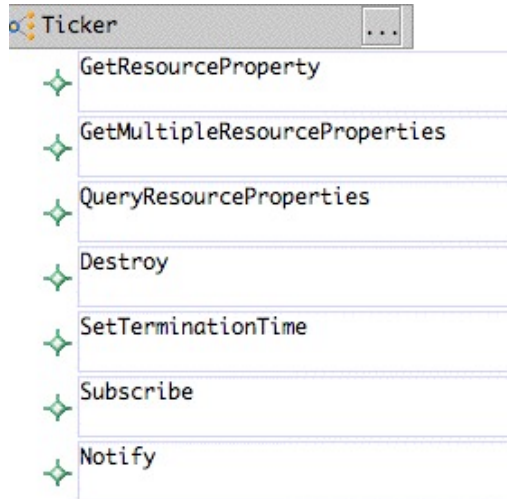 Ticker ...
GetResourceProperty
GetMultipleResourceProperties
QueryResourceProperties
Destroy
SetTerminationTime
Subscribe
Notify